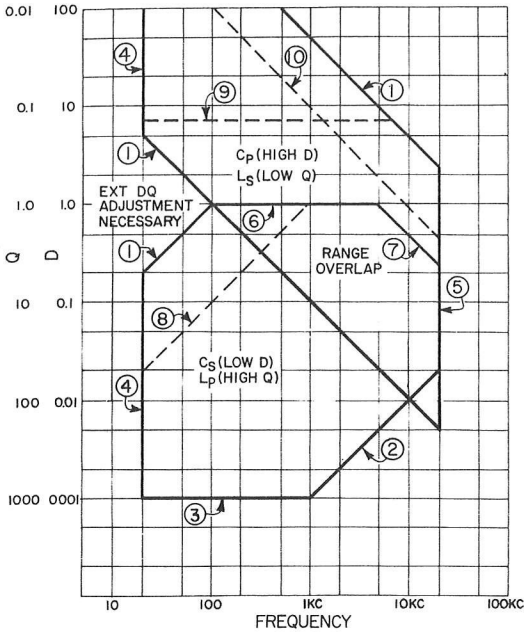 0.01 100
4
10
1
9
0.1 10
1
CP (HIGH D)
LS (LOW Q)
EXT DQ
ADJUSTMENT
NECESSARY
1.0 1.0
6
Q D
1
RANGE
OVERLAP
7
5
10 0.1
8
CS (LOW D)
LP (HIGH Q)
4
100 0.01
2
1000 0001
3
10 100 1KC 10KC 100KC
FREQUENCY